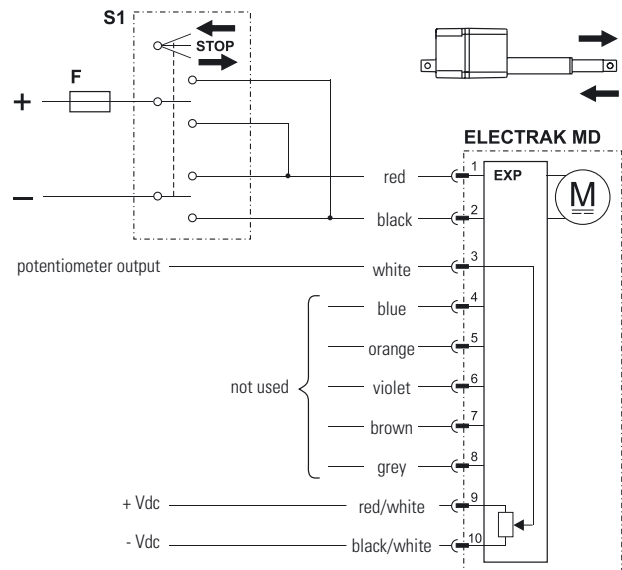 S1
STOP
F
+
−
ELECTRAK MD
EXP
M
red 1
black 2
potentiometer output white 3
blue 4
orange 5
not used violet 6
brown 7
grey 8
+ Vdc red/white 9
- Vdc black/white 10